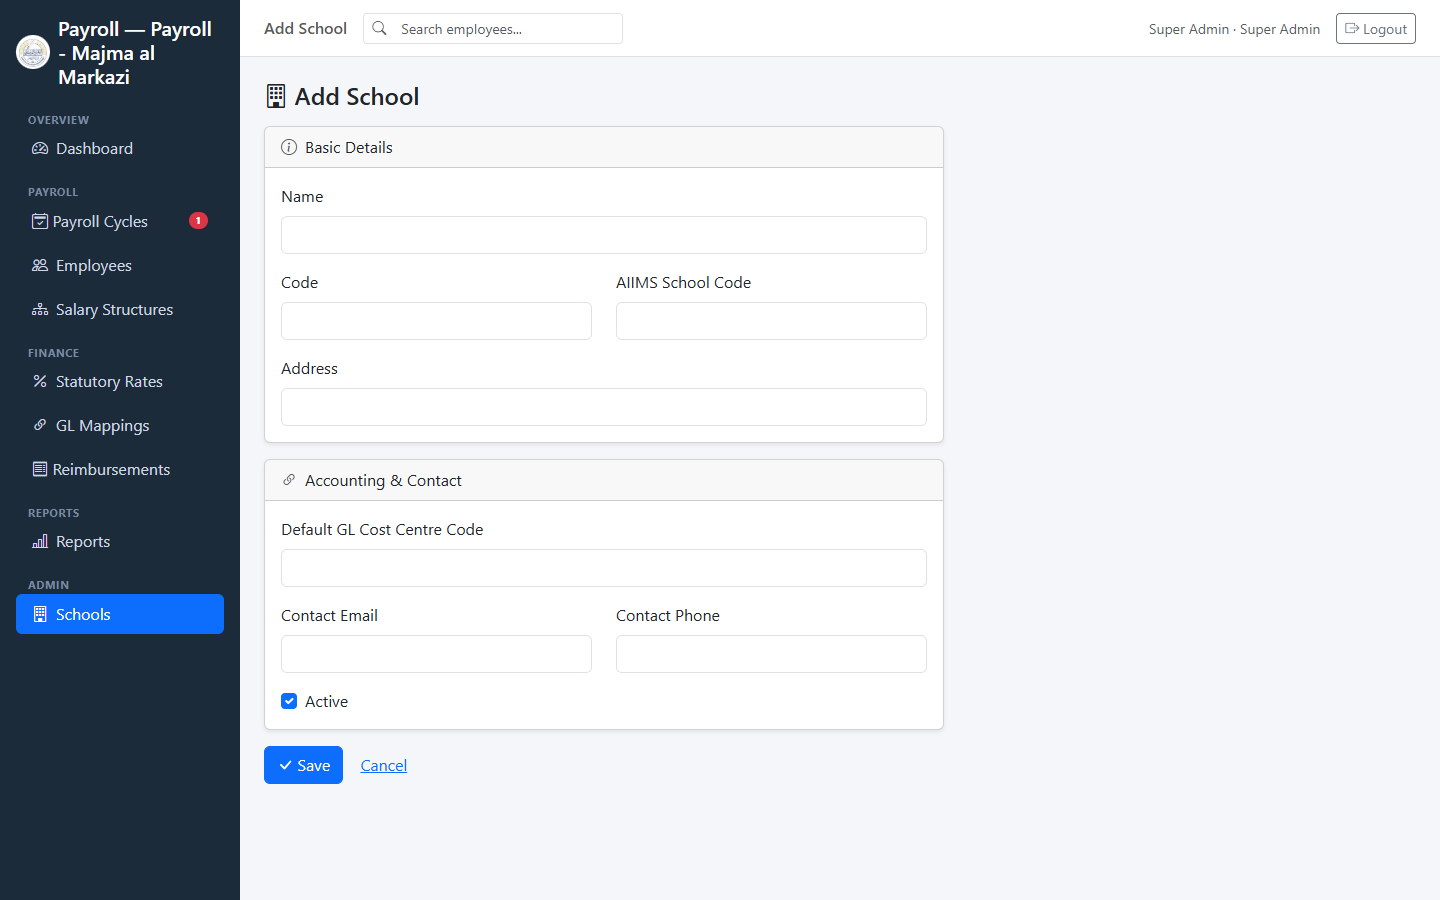 Payroll — Payroll
- Majma al
Markazi
OVERVIEW
Dashboard
PAYROLL
Payroll Cycles
1
Employees
Salary Structures
FINANCE
Statutory Rates
GL Mappings
Reimbursements
REPORTS
Reports
ADMIN
Schools
Add School
Search employees...
Super Admin · Super Admin
Logout
Add School
Basic Details
Name
Code
AIIMS School Code
Address
Accounting & Contact
Default GL Cost Centre Code
Contact Email
Contact Phone
Active
Save
Cancel